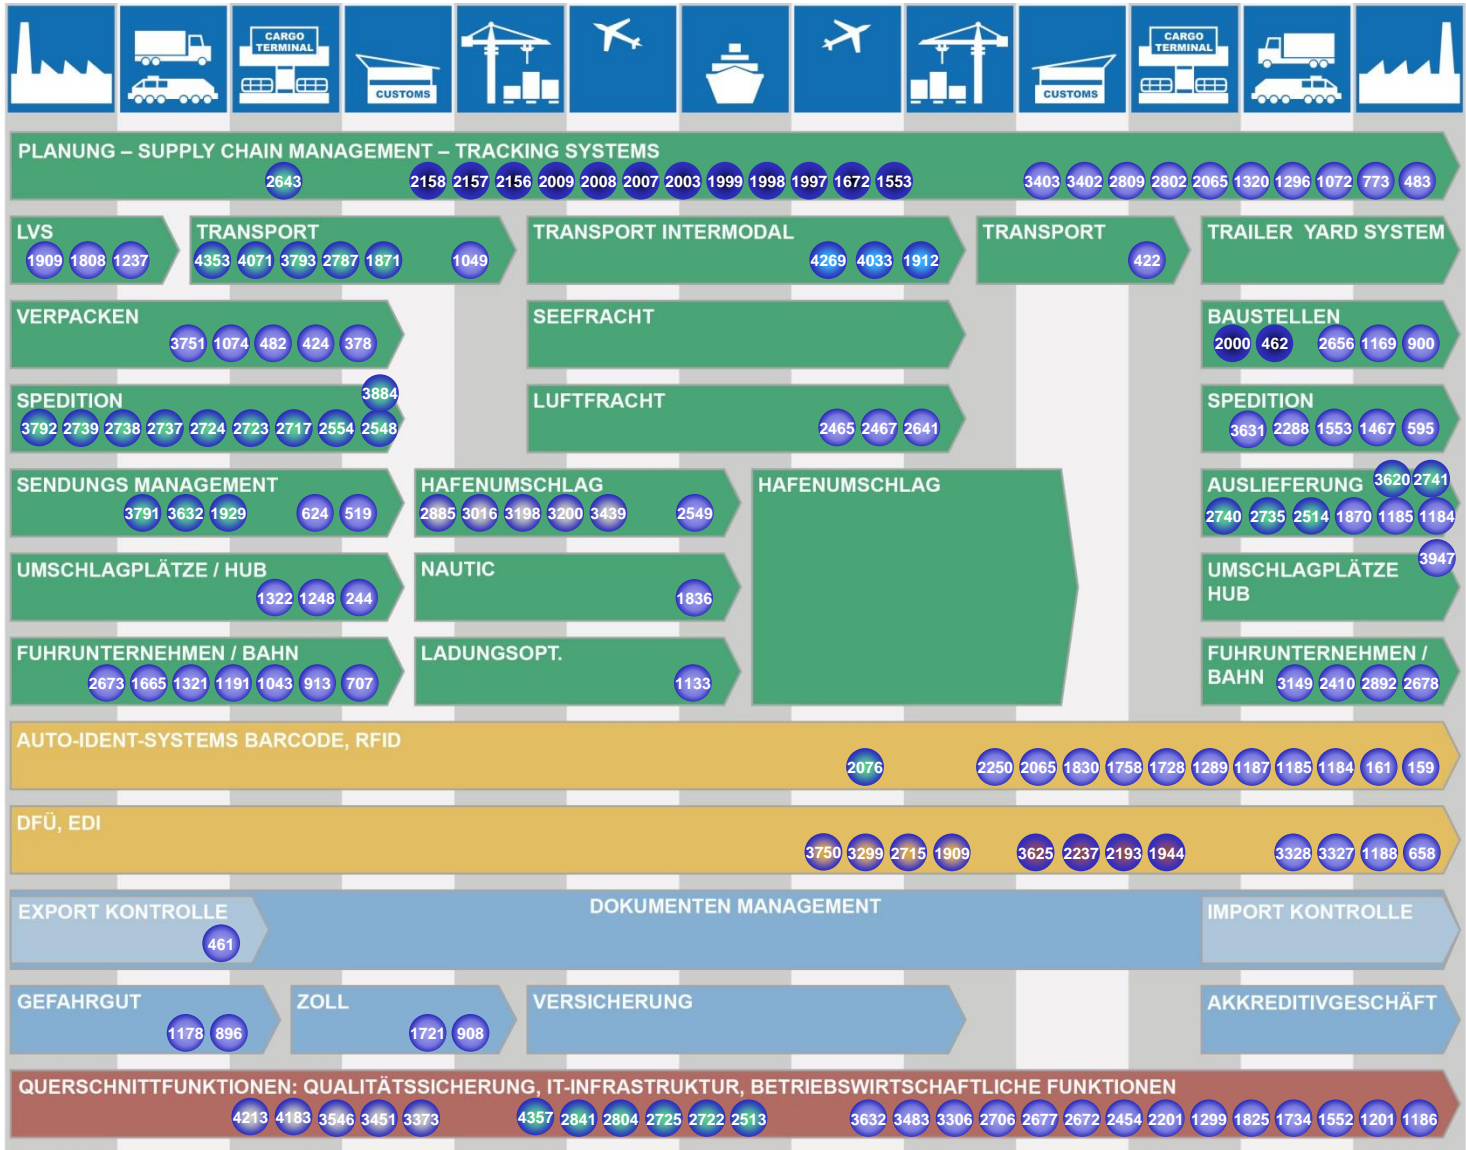 CARGO
TERMINAL
CUSTOMS
CUSTOMS
CARGO
TERMINAL
PLANUNG – SUPPLY CHAIN MANAGEMENT – TRACKING SYSTEMS
2643 2158 2157 2156 2009 2008 2007 2003 1999 1998 1997 1672 1553 3403 3402 2809 2802 2065 1320 1296 1072 773 483
LVS
1909 1808 1237
TRANSPORT
4353 4071 3793 2787 1871 1049
TRANSPORT INTERMODAL
4269 4033 1912
TRANSPORT
422
TRAILER YARD SYSTEM
VERPACKEN
3751 1074 482 424 378
SEEFRACHT
BAUSTELLEN
2000 462 2656 1169 900
SPEDITION
3884
3792 2739 2738 2737 2724 2723 2717 2554 2548
LUFTFRACHT
2465 2467 2641
SPEDITION
3631 2288 1553 1467 595
SENDUNGS MANAGEMENT
3791 3632 1929 624 519
HAFENUMSCHLAG
2885 3016 3198 3200 3439 2549
HAFENUMSCHLAG
AUSLIEFERUNG 3620 2741
2740 2735 2514 1870 1185 1184
UMSCHLAGPLÄTZE / HUB
1322 1248 244
NAUTIC
1836
3947
UMSCHLAGPLÄTZE
HUB
FUHRUNTERNEHMEN / BAHN
2673 1665 1321 1191 1043 913 707
LADUNGSOPT.
1133
FUHRUNTERNEHMEN /
BAHN 3149 2410 2892 2678
AUTO-IDENT-SYSTEMS BARCODE, RFID
2076 2250 2065 1830 1758 1728 1289 1187 1185 1184 161 159
DFÜ, EDI
3750 3299 2715 1909 3625 2237 2193 1944 3328 3327 1188 658
EXPORT KONTROLLE
461
DOKUMENTEN MANAGEMENT
IMPORT KONTROLLE
GEFAHRGUT
1178 896
ZOLL
1721 908
VERSICHERUNG
AKKREDITIVGESCHÄFT
QUERSCHNITTFUNKTIONEN: QUALITÄTSSICHERUNG, IT-INFRASTRUKTUR, BETRIEBSWIRTSCHAFTLICHE FUNKTIONEN
4213 4183 3546 3451 3373 4357 2841 2804 2725 2722 2513 3632 3483 3306 2706 2677 2672 2454 2201 1299 1825 1734 1552 1201 1186